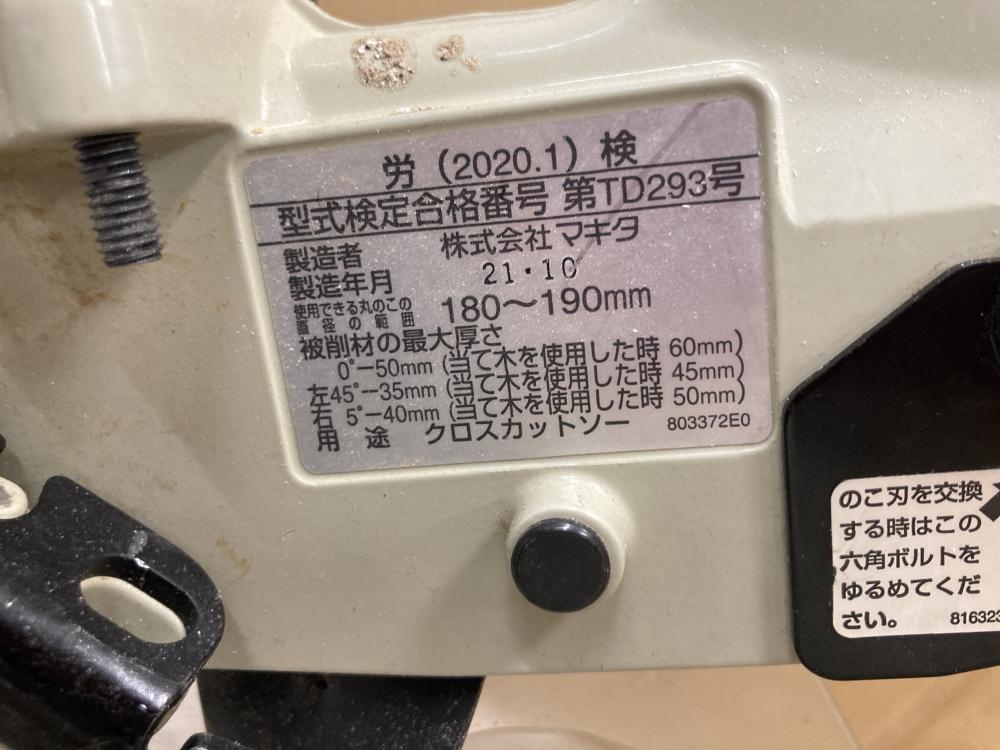 労（2020.1）検
型式検定合格番号 第TD293号
製造者 株式会社 マキタ
製造年月 21・10
使用できる丸のこの直径の範囲 180〜190mm
被削材の最大厚さ
0°−50mm (当て木を使用した時 60mm)
左45°−35mm (当て木を使用した時 45mm)
右 5°−40mm (当て木を使用した時 50mm)
用途 クロスカットソー 803372E0
のこ刃を交換
する時はこの
六角ボルトを
ゆるめてくだ
さい。 816323